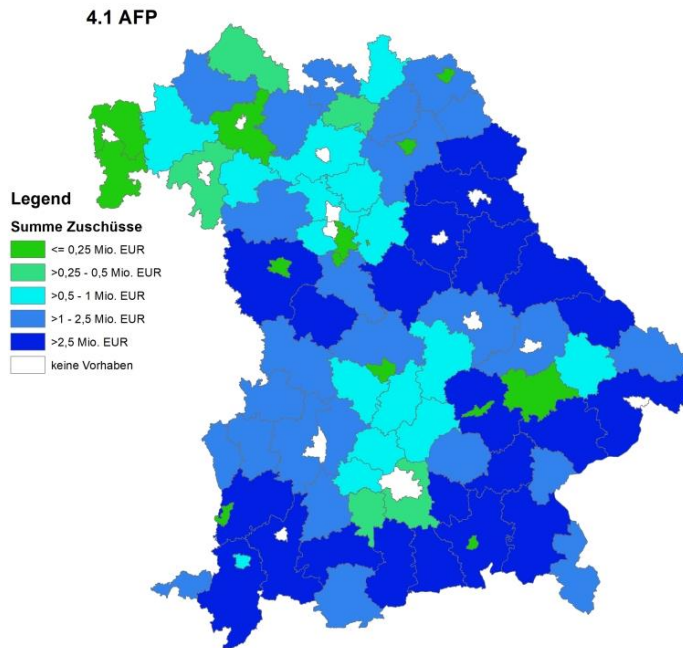 4.1 AFP
Legend
Summe Zuschüsse
<= 0,25 Mio. EUR
>0,25 - 0,5 Mio. EUR
>0,5 - 1 Mio. EUR
>1 - 2,5 Mio. EUR
>2,5 Mio. EUR
keine Vorhaben